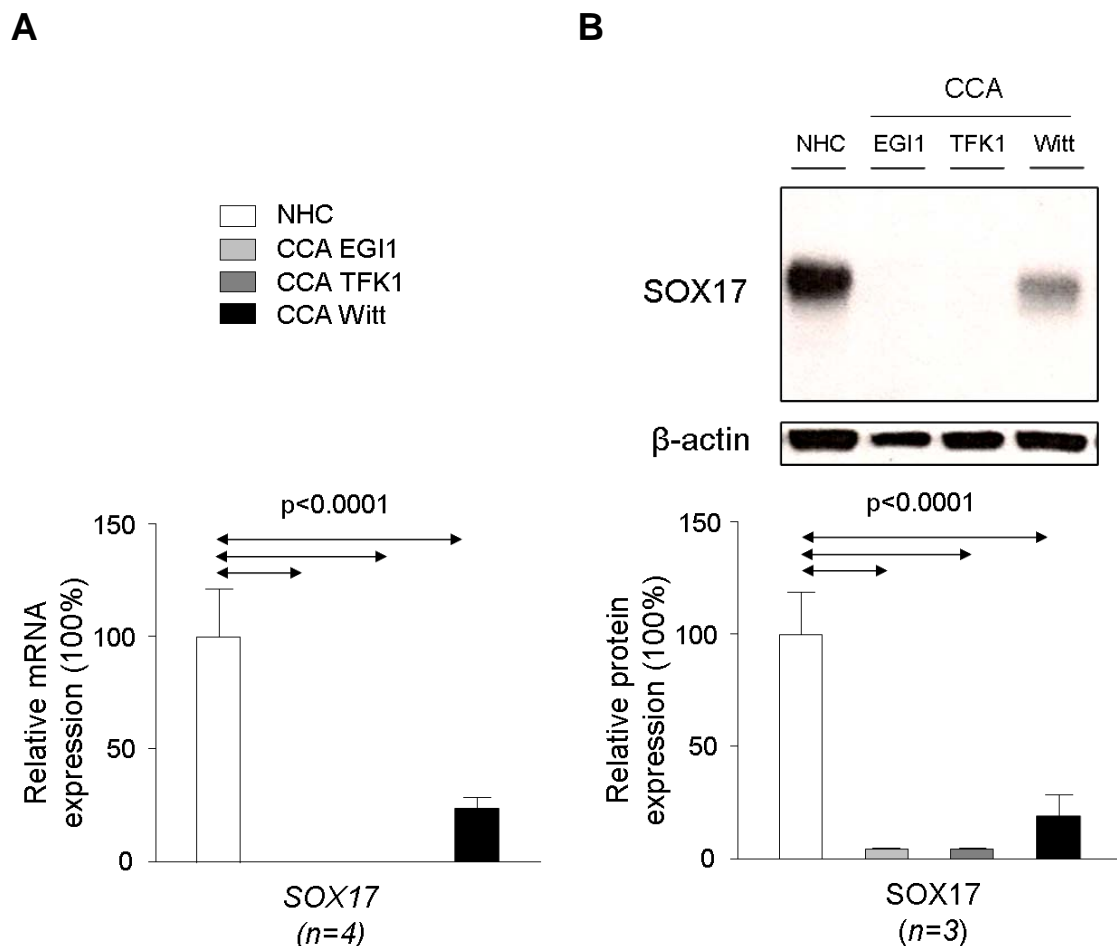 A
NHC
CCA EGI1
CCA TFK1
CCA Witt
p<0.0001
150
100
50
0
Relative mRNA
expression (100%)
SOX17
(n=4)
B
CCA
NHC EGI1 TFK1 Witt
SOX17
β-actin
p<0.0001
150
100
50
0
Relative protein
expression (100%)
SOX17
(n=3)